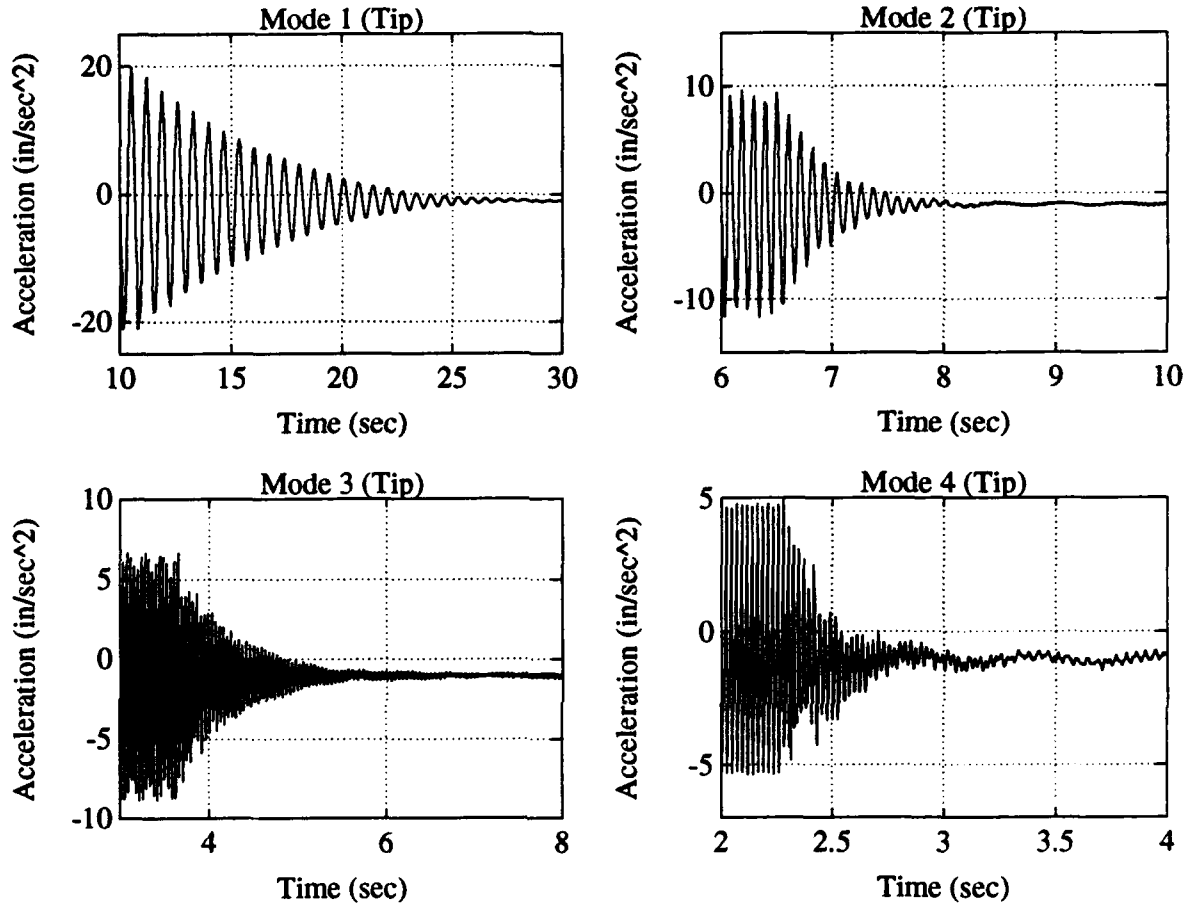 Mode 1 (Tip)
Acceleration (in/sec^2)
20
0
-20
10 15 20 25 30
Time (sec)
Mode 2 (Tip)
Acceleration (in/sec^2)
10
0
-10
6 7 8 9 10
Time (sec)
Mode 3 (Tip)
Acceleration (in/sec^2)
10
5
0
-5
-10
4 6 8
Time (sec)
Mode 4 (Tip)
Acceleration (in/sec^2)
5
0
-5
2 2.5 3 3.5 4
Time (sec)